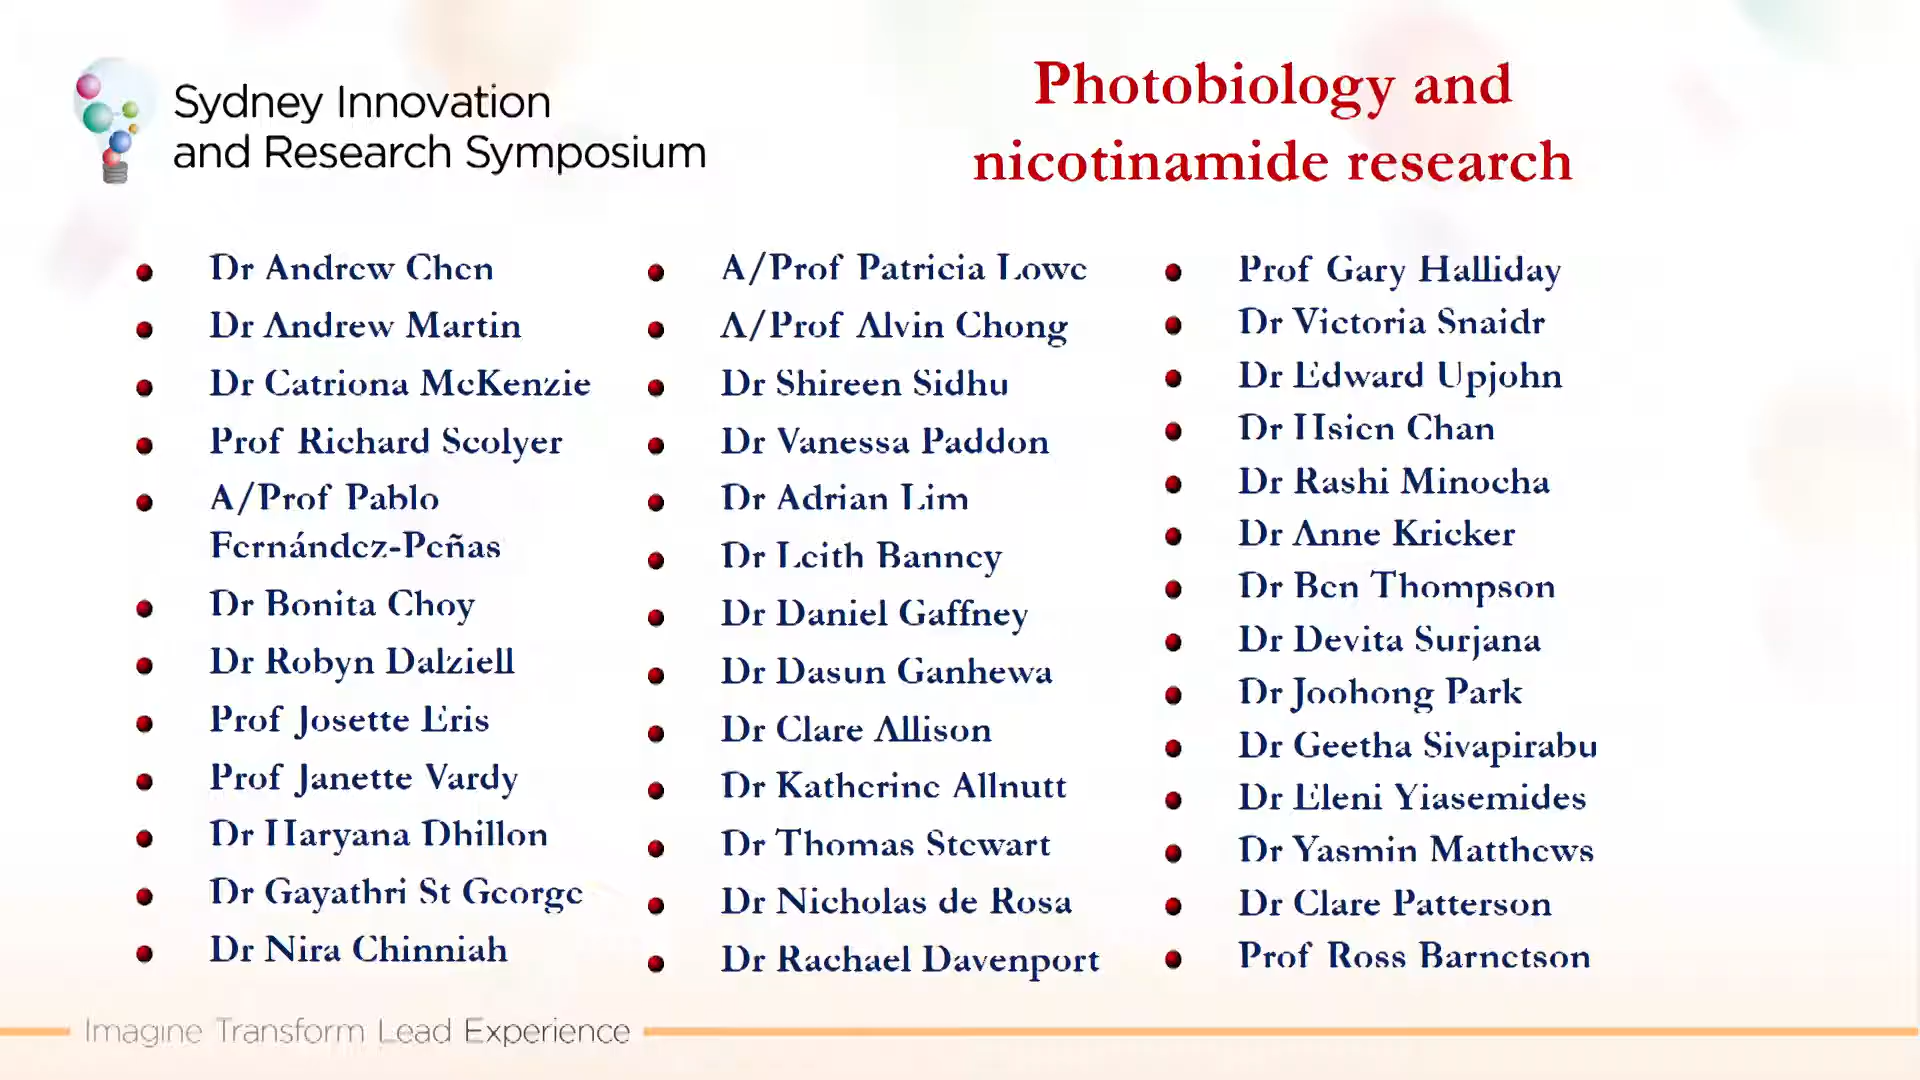 Sydney Innovation
and Research Symposium
Photobiology and
nicotinamide research
Dr Andrew Chen
Dr Andrew Martin
Dr Catriona McKenzie
Prof Richard Scolyer
A/Prof Pablo
Fernández-Peñas
Dr Bonita Choy
Dr Robyn Dalziell
Prof Josette Eris
Prof Janette Vardy
Dr Haryana Dhillon
Dr Gayathri St George
Dr Nira Chinniah
A/Prof Patricia Lowe
A/Prof Alvin Chong
Dr Shireen Sidhu
Dr Vanessa Paddon
Dr Adrian Lim
Dr Leith Banney
Dr Daniel Gaffney
Dr Dasun Ganhewa
Dr Clare Allison
Dr Katherine Allnutt
Dr Thomas Stewart
Dr Nicholas de Rosa
Dr Rachael Davenport
Prof Gary Halliday
Dr Victoria Snaidr
Dr Edward Upjohn
Dr Hsien Chan
Dr Rashi Minocha
Dr Anne Kricker
Dr Ben Thompson
Dr Devita Surjana
Dr Joohong Park
Dr Geetha Sivapirabu
Dr Eleni Yiasemides
Dr Yasmin Matthews
Dr Clare Patterson
Prof Ross Barnetson
Imagine Transform Lead Experience